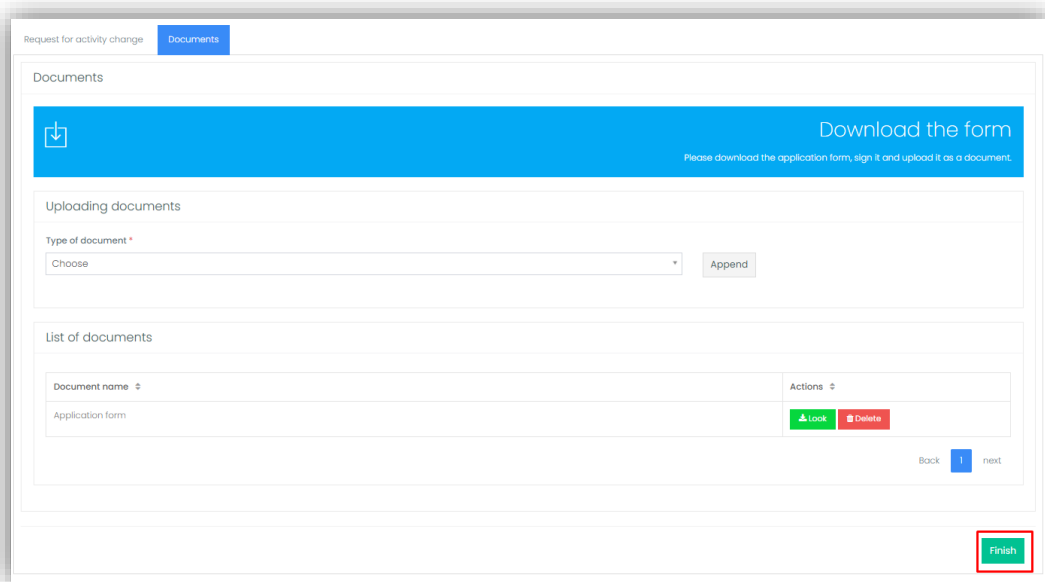 Request for activity change
Documents
Documents
Download the form
Please download the application form, sign it and upload it as a document.
Uploading documents
Type of document *
Choose
Append
List of documents
Document name
Actions
Application form
Look
Delete
Back
1
next
Finish